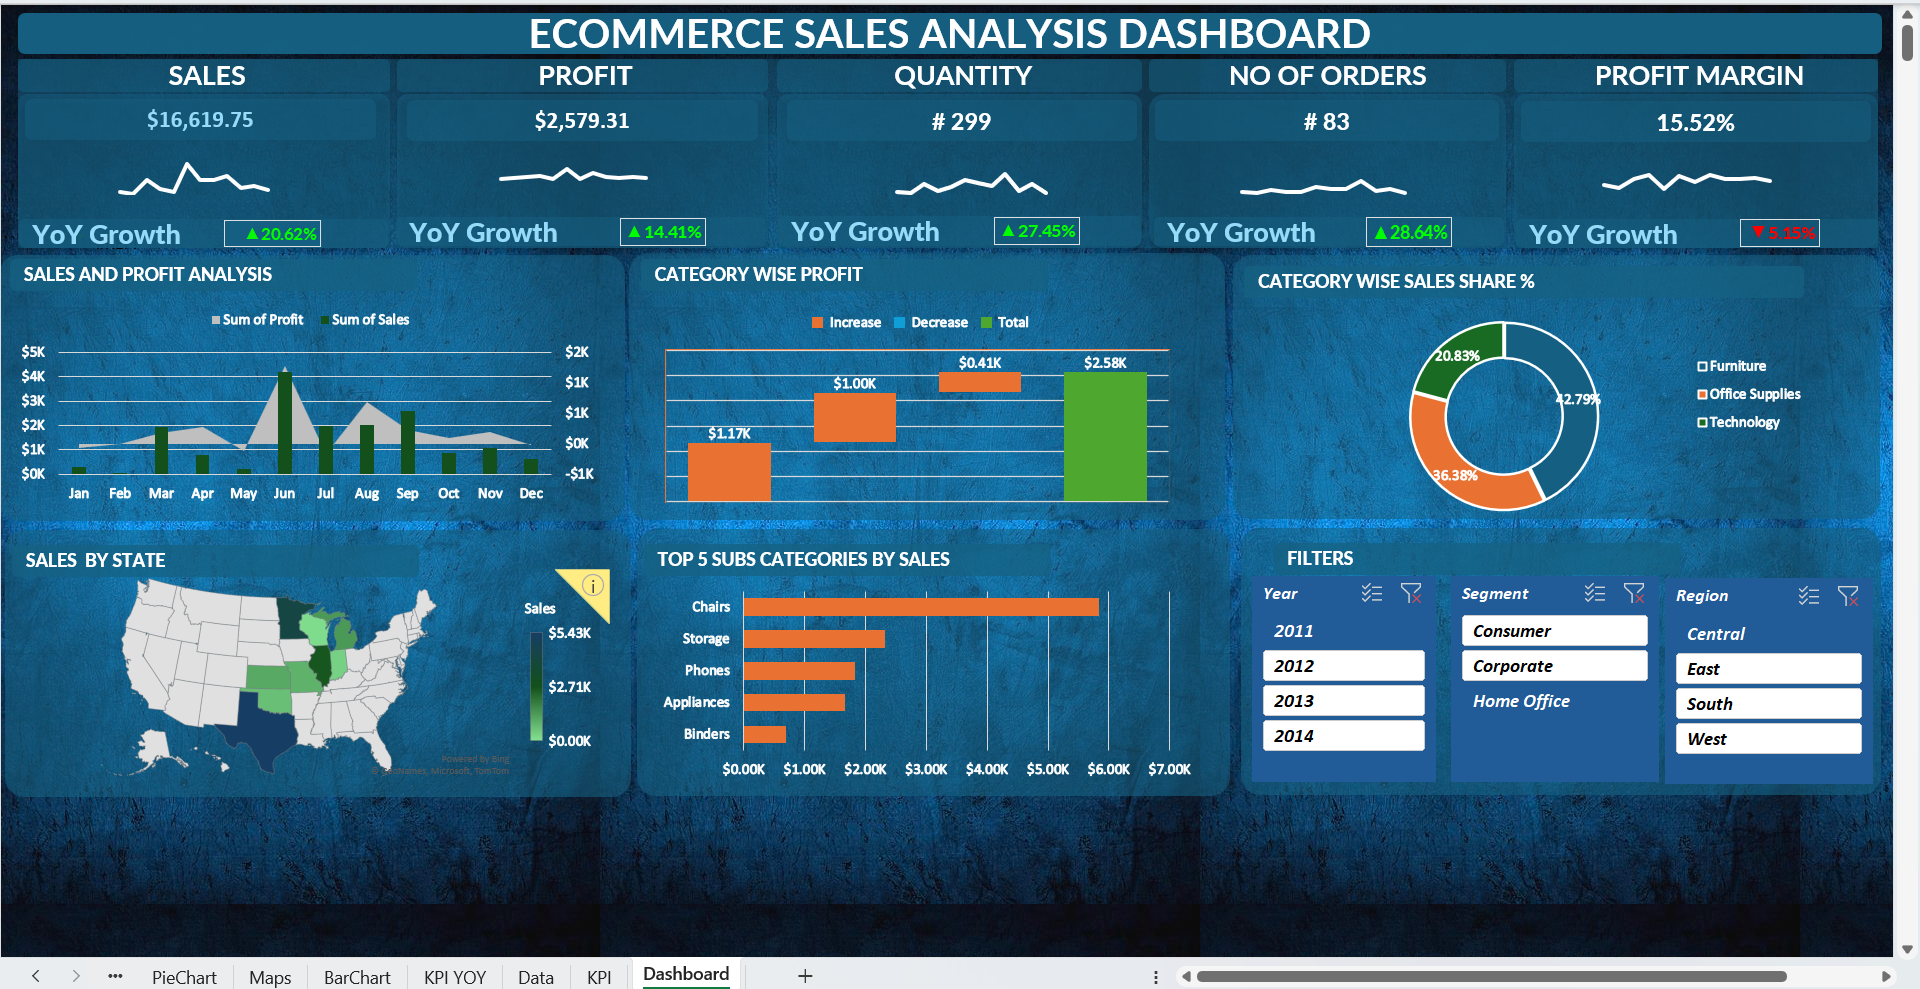 ECOMMERCE SALES ANALYSIS DASHBOARD
SALES
PROFIT
QUANTITY
NO OF ORDERS
PROFIT MARGIN
$16,619.75
$2,579.31
# 299
# 83
15.52%
YoY Growth
▲20.62%
YoY Growth
▲14.41%
YoY Growth
▲27.45%
YoY Growth
▲28.64%
YoY Growth
▼5.15%
SALES AND PROFIT ANALYSIS
Sum of Profit
Sum of Sales
$5K
$4K
$3K
$2K
$1K
$0K
$2K
$1K
$1K
$0K
-$1K
Jan Feb Mar Apr May Jun Jul Aug Sep Oct Nov Dec
CATEGORY WISE PROFIT
Increase
Decrease
Total
$1.17K
$1.00K
$0.41K
$2.58K
CATEGORY WISE SALES SHARE %
20.83%
42.79%
36.38%
Furniture
Office Supplies
Technology
SALES  BY STATE
Sales
$5.43K
$2.71K
$0.00K
Powered by Bing
© GeoNames, Microsoft, TomTom
TOP 5 SUBS CATEGORIES BY SALES
Chairs
Storage
Phones
Appliances
Binders
$0.00K $1.00K $2.00K $3.00K $4.00K $5.00K $6.00K $7.00K
FILTERS
Year
2011
2012
2013
2014
Segment
Consumer
Corporate
Home Office
Region
Central
East
South
West
PieChart
Maps
BarChart
KPI YOY
Data
KPI
Dashboard